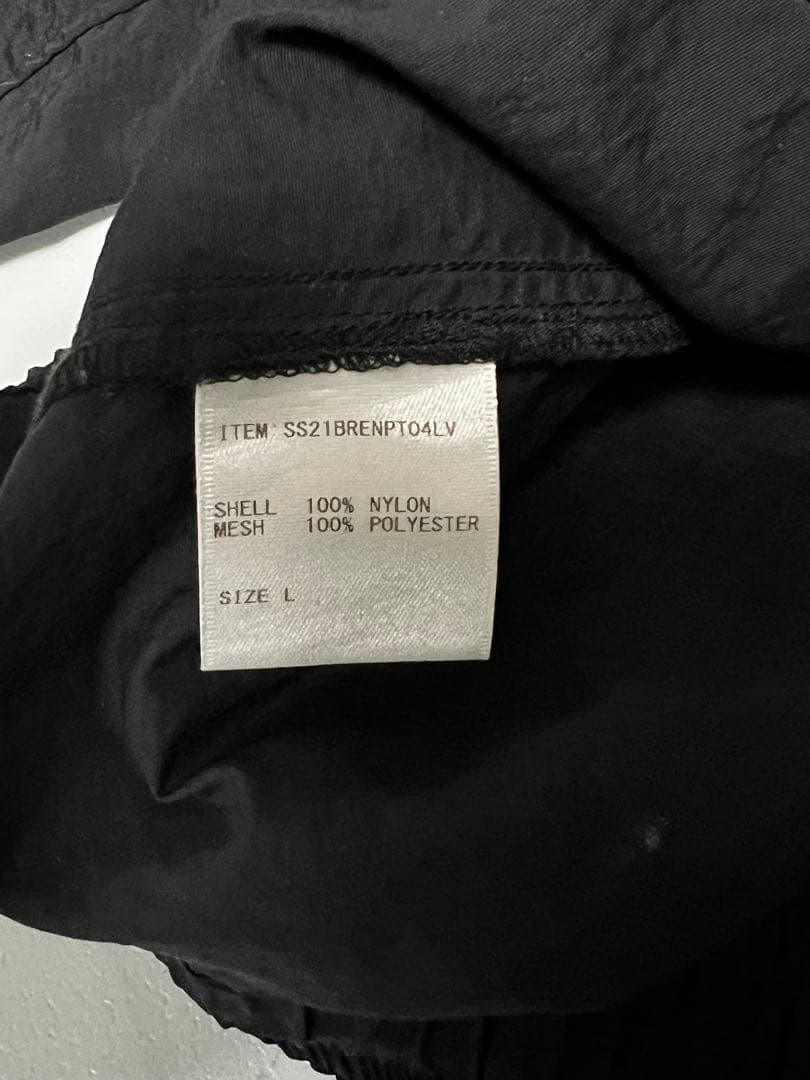 ITEM SS21BRENPT04LV
SHELL 100% NYLON
MESH 100% POLYESTER
SIZE L